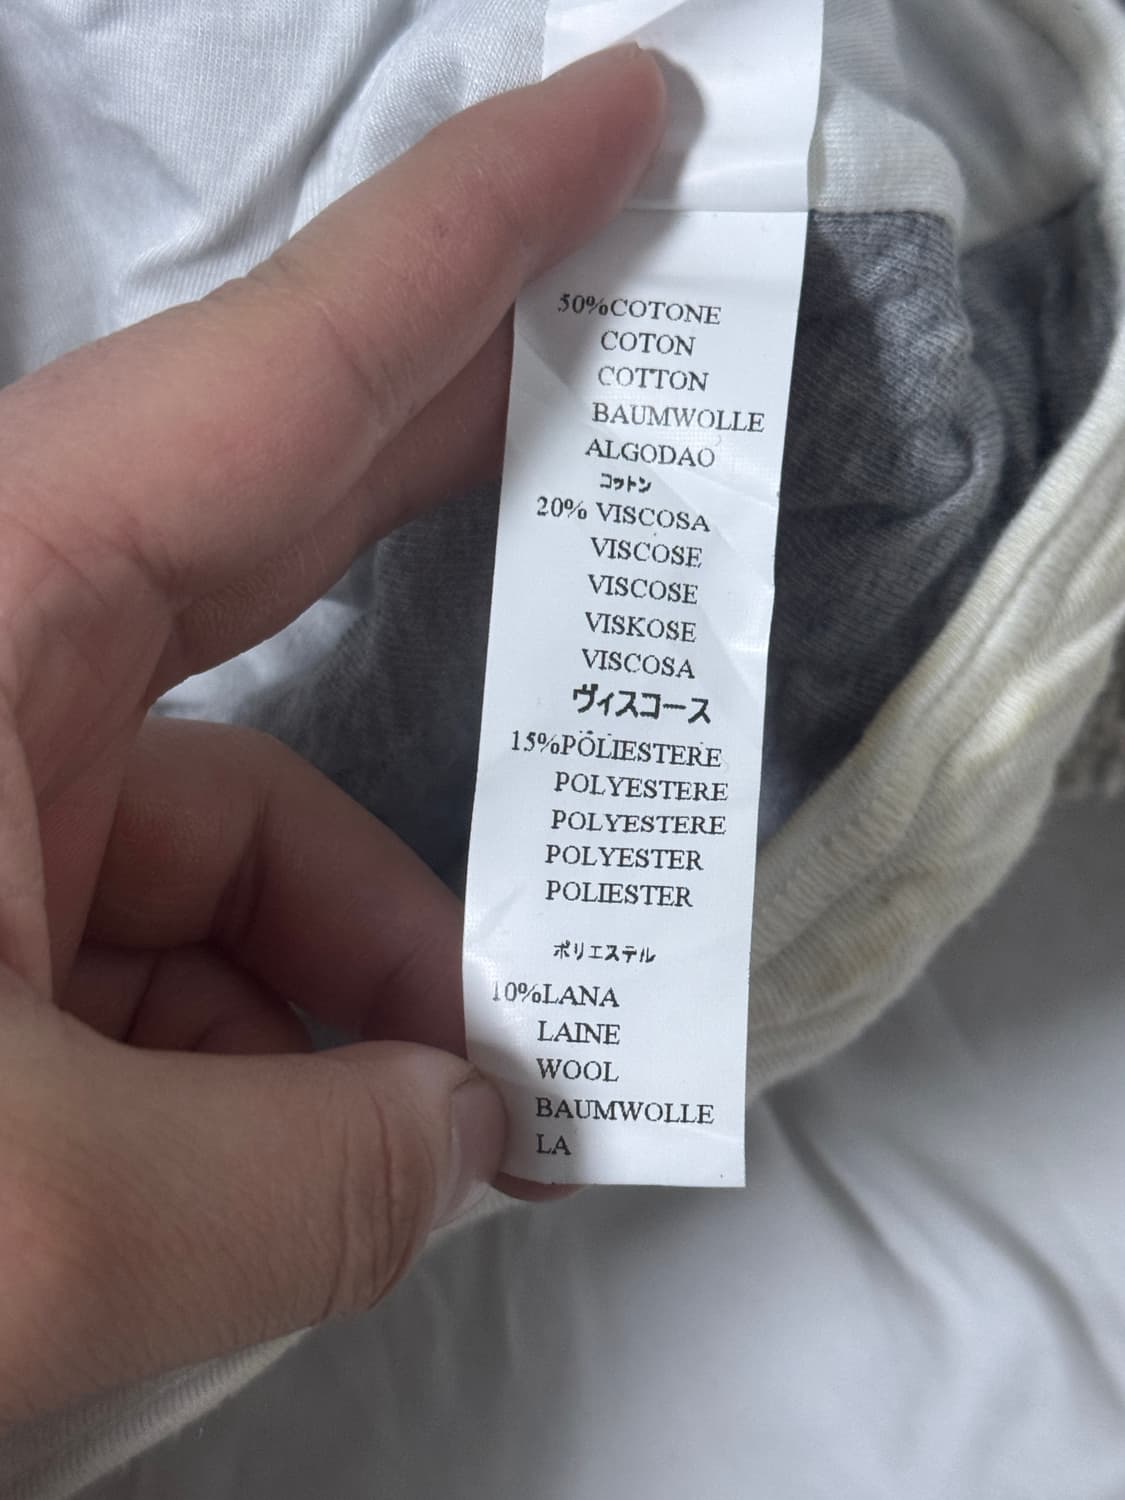 50%COTONE
COTON
COTTON
BAUMWOLLE
ALGODAO
コットン
20% VISCOSA
VISCOSE
VISCOSE
VISKOSE
VISCOSA
ヴィスコース
15%POLIESTERE
POLYESTERE
POLYESTERE
POLYESTER
POLIESTER
ポリエステル
10%LANA
LAINE
WOOL
BAUMWOLLE
LA